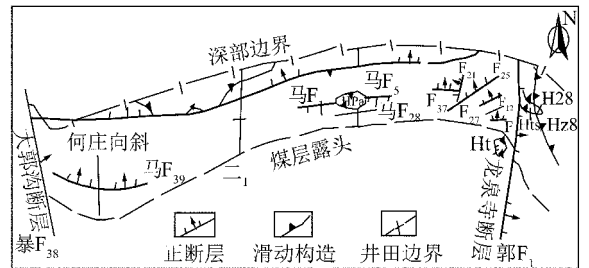 N
深部边界
F21
F25
马F5
马F
F37
F27
F12
F
H28
Hz8
Hts
马F28
何庄向斜
煤层露头
马F39
二1
大郭沟断层
暴F38
龙泉寺断层
郭F1
正断层
滑动构造
井田边界